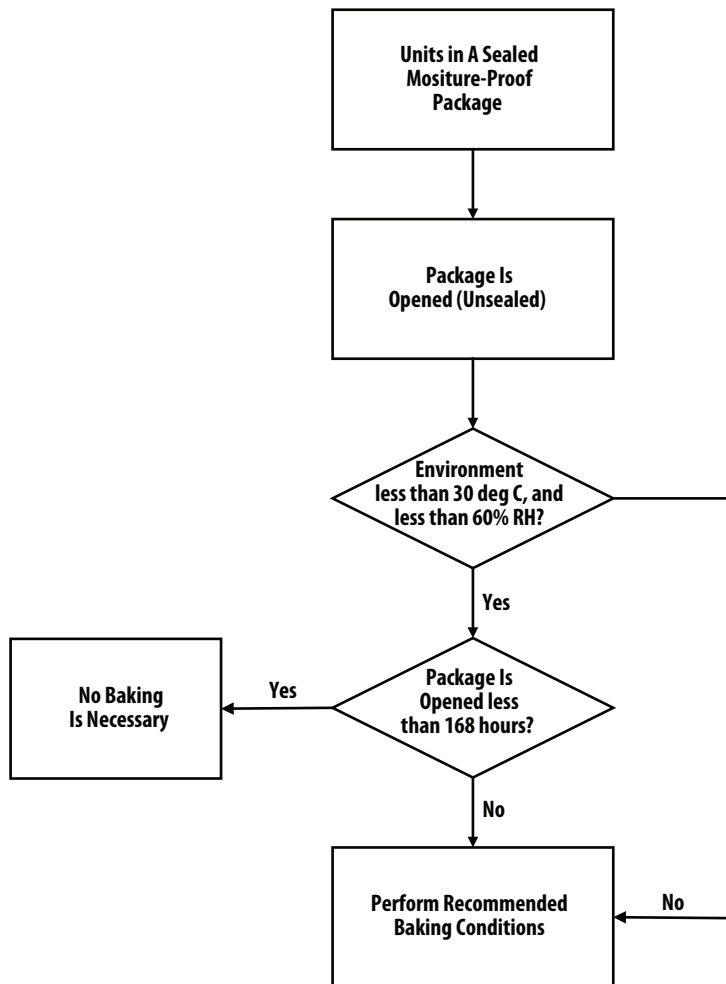 Units in A Sealed
Mositure-Proof
Package
Package Is
Opened (Unsealed)
Environment
less than 30 deg C, and
less than 60% RH?
Yes
Package Is
Opened less
than 168 hours?
Yes
No Baking
Is Necessary
No
Perform Recommended
Baking Conditions
No